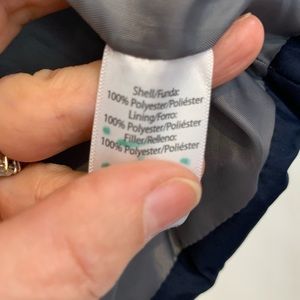 Shell/Funda:
100% Polyester/Poliéster
Lining/Forro:
100% Polyester/Poliéster
Filler/Relleno:
100% Polyester/Poliéster